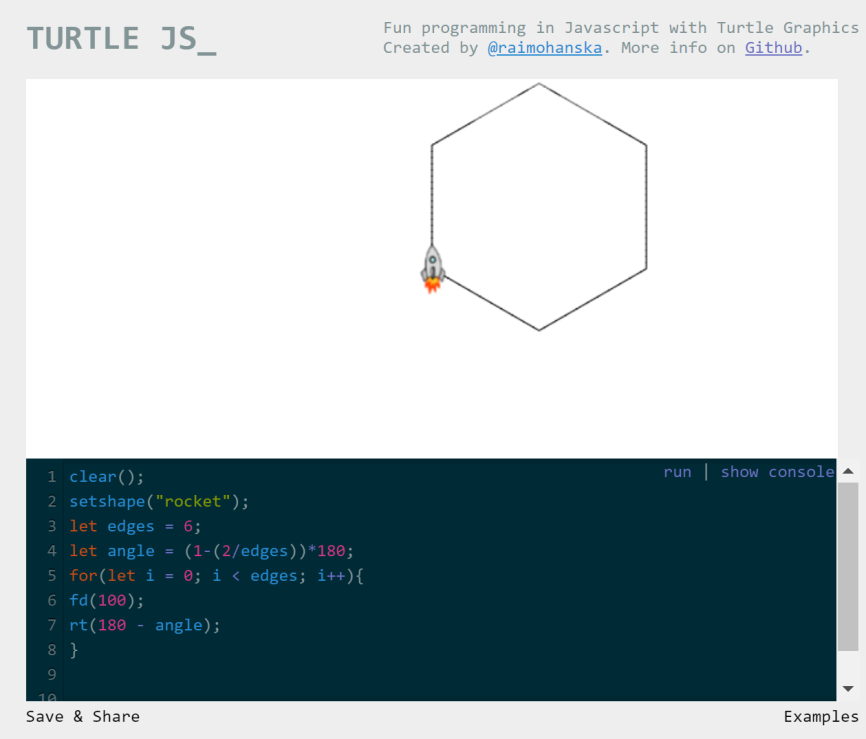 TURTLE JS_
Fun programming in Javascript with Turtle Graphics
Created by @raimohanska. More info on Github.
run | show console
1 clear();
2 setshape("rocket");
3 let edges = 6;
4 let angle = (1-(2/edges))*180;
5 for(let i = 0; i < edges; i++){
6 fd(100);
7 rt(180 - angle);
8 }
9
10
Save & Share
Examples